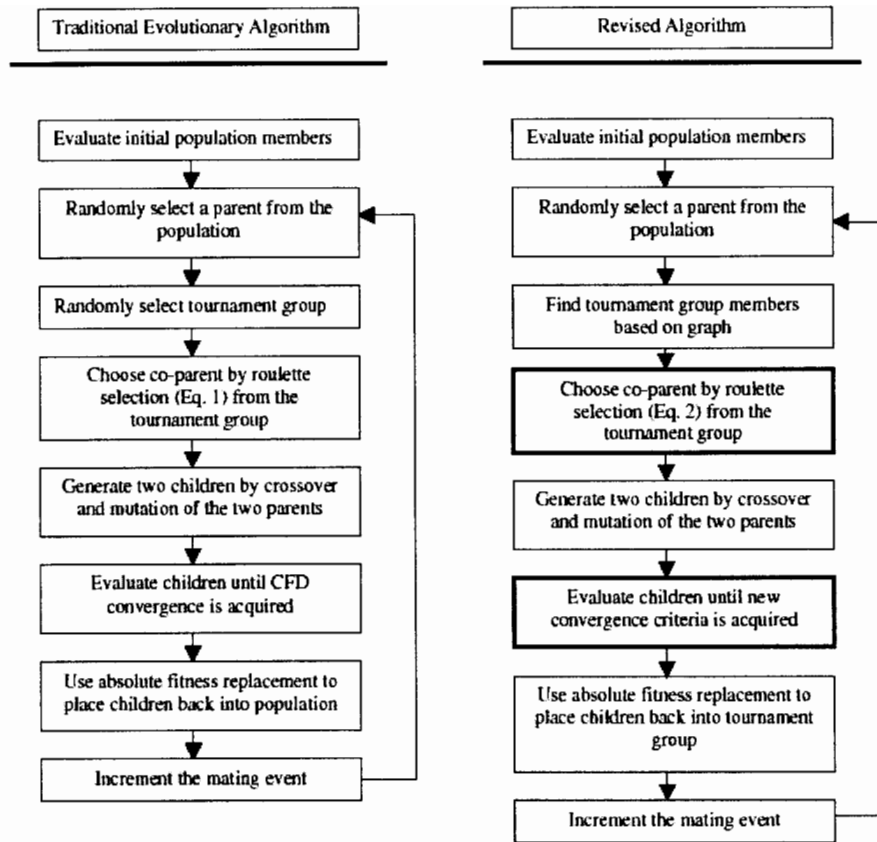 Traditional Evolutionary Algorithm
Evaluate initial population members
Randomly select a parent from the
population
Randomly select tournament group
Choose co-parent by roulette
selection (Eq. 1) from the
tournament group
Generate two children by crossover
and mutation of the two parents
Evaluate children until CFD
convergence is acquired
Use absolute fitness replacement to
place children back into population
Increment the mating event
Revised Algorithm
Evaluate initial population members
Randomly select a parent from the
population
Find tournament group members
based on graph
Choose co-parent by roulette
selection (Eq. 2) from the
tournament group
Generate two children by crossover
and mutation of the two parents
Evaluate children until new
convergence criteria is acquired
Use absolute fitness replacement to
place children back into tournament
group
Increment the mating event